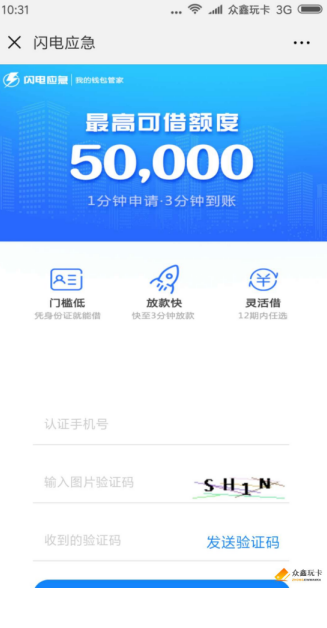 10:31
... 众鑫玩卡 3G
闪电应急
闪电应急 我的钱包管家
最高可借额度
50,000
1分钟申请·3分钟到账
门槛低 放款快 灵活借
凭身份证就能借 快至3分钟放款 12期内任选
认证手机号
输入图片验证码 SH1N
收到的验证码 发送验证码
众鑫玩卡